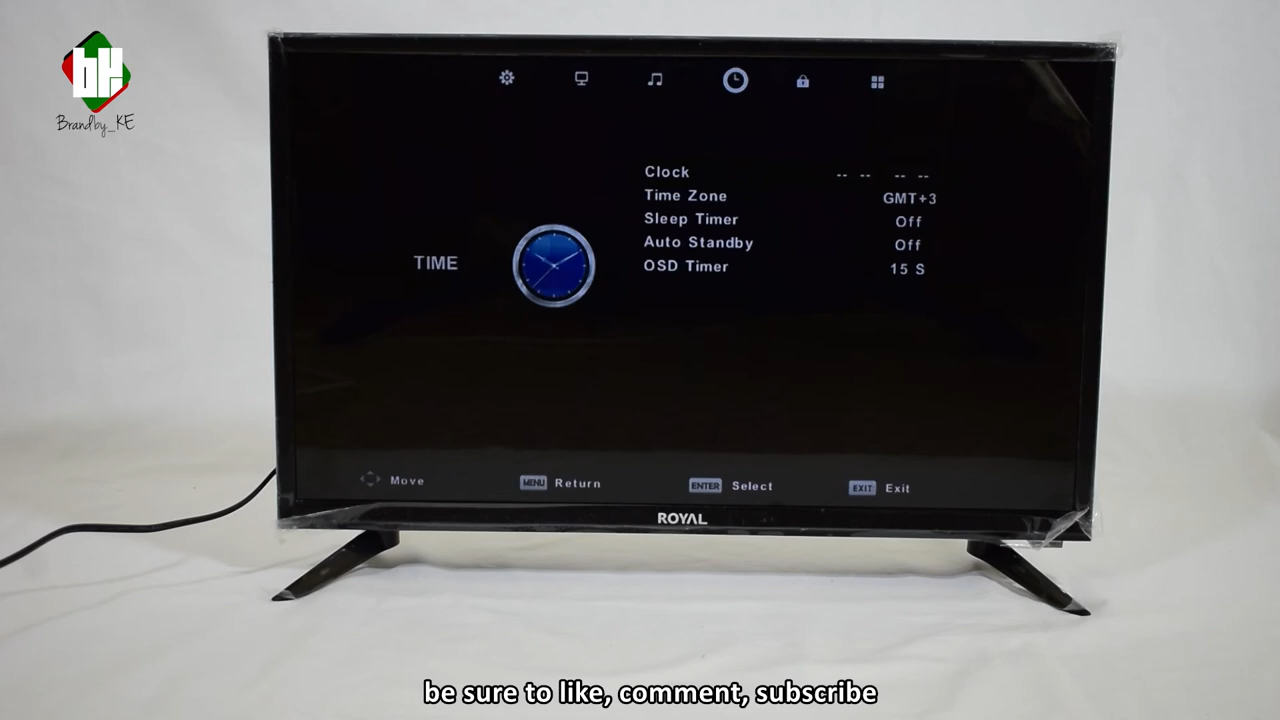 bK
Brandby_KE
Clock -- -- -- --
Time Zone GMT+3
Sleep Timer Off
Auto Standby Off
OSD Timer 15 S
TIME
Move MENU Return ENTER Select EXIT Exit
ROYAL
be sure to like, comment, subscribe